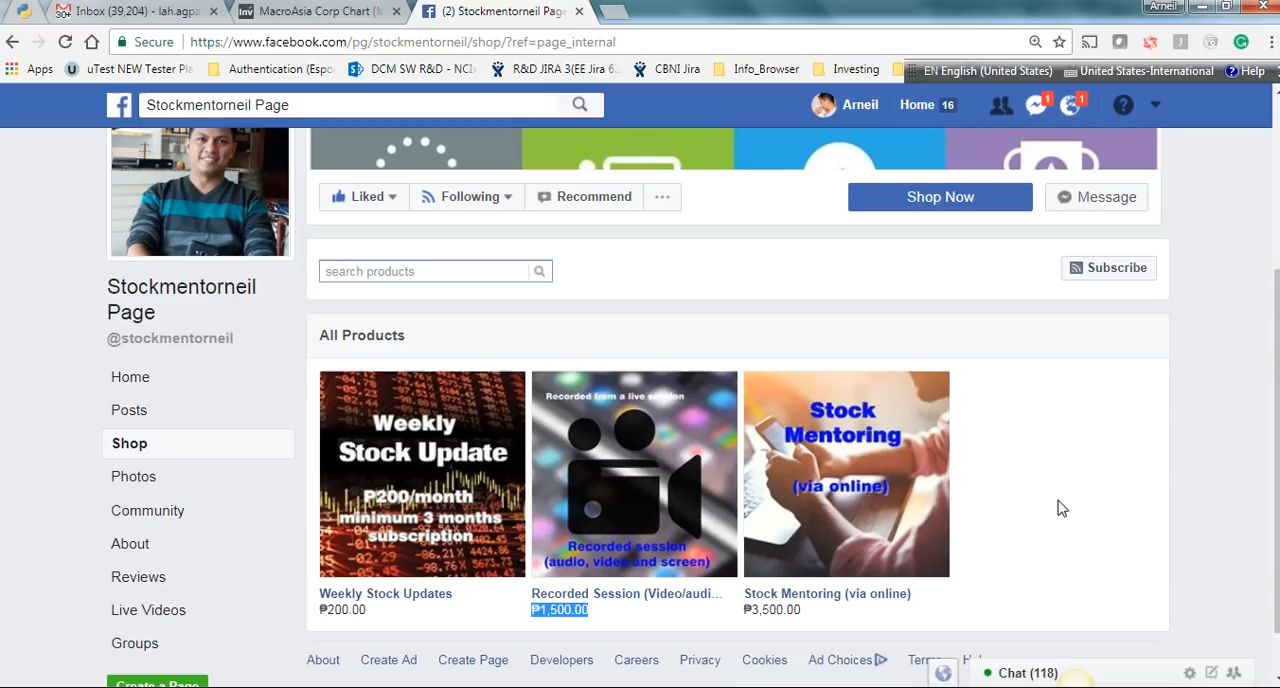 Arneil
Inbox (39,204) - iah.agpa
MacroAsia Corp Chart (M
(2) Stockmentorneil Page
Secure
https://www.facebook.com/pg/stockmentorneil/shop/?ref=page_internal
Apps
uTest NEW Tester Pla
Authentication (Espo
DCM SW R&D - NCI
R&D JIRA 3(EE Jira 6
CBNI Jira
Info_Browser
Investing
EN English (United States)
United States-International
Help
Stockmentorneil Page
Arneil
Home 16
1
1
Liked
Following
Recommend
...
Shop Now
Message
search products
Subscribe
Stockmentorneil
Page
@stockmentorneil
Home
Posts
Shop
Photos
Community
About
Reviews
Live Videos
Groups
Create a Page
All Products
Weekly
Stock Update
P200/month
minimum 3 months
subscription
Weekly Stock Updates
₱200.00
Recorded from a live session
Recorded session
(audio, video and screen)
Recorded Session (Video/audi...
₱1,500.00
Stock
Mentoring
(via online)
Stock Mentoring (via online)
₱3,500.00
About
Create Ad
Create Page
Developers
Careers
Privacy
Cookies
Ad Choices
Chat (118)